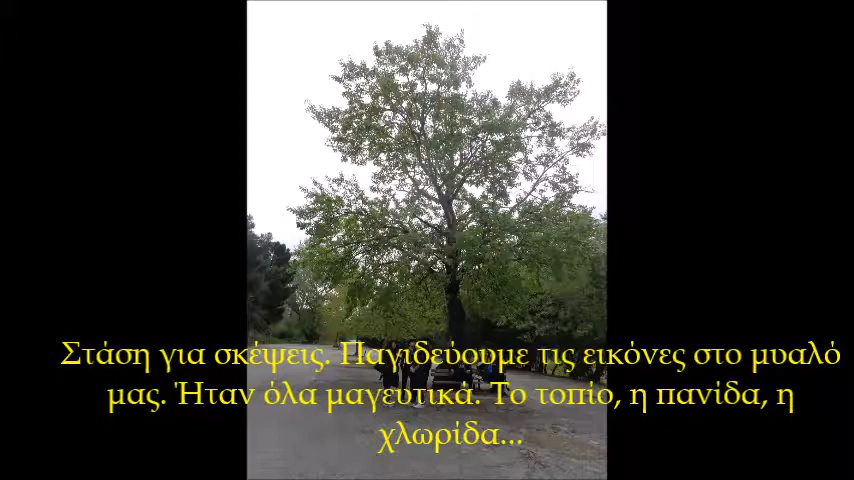 Στάση για σκέψεις. Παγιδεύουμε τις εικόνες στο μυαλό
μας. Ήταν όλα μαγευτικά. Το τοπίο, η πανίδα, η
χλωρίδα...